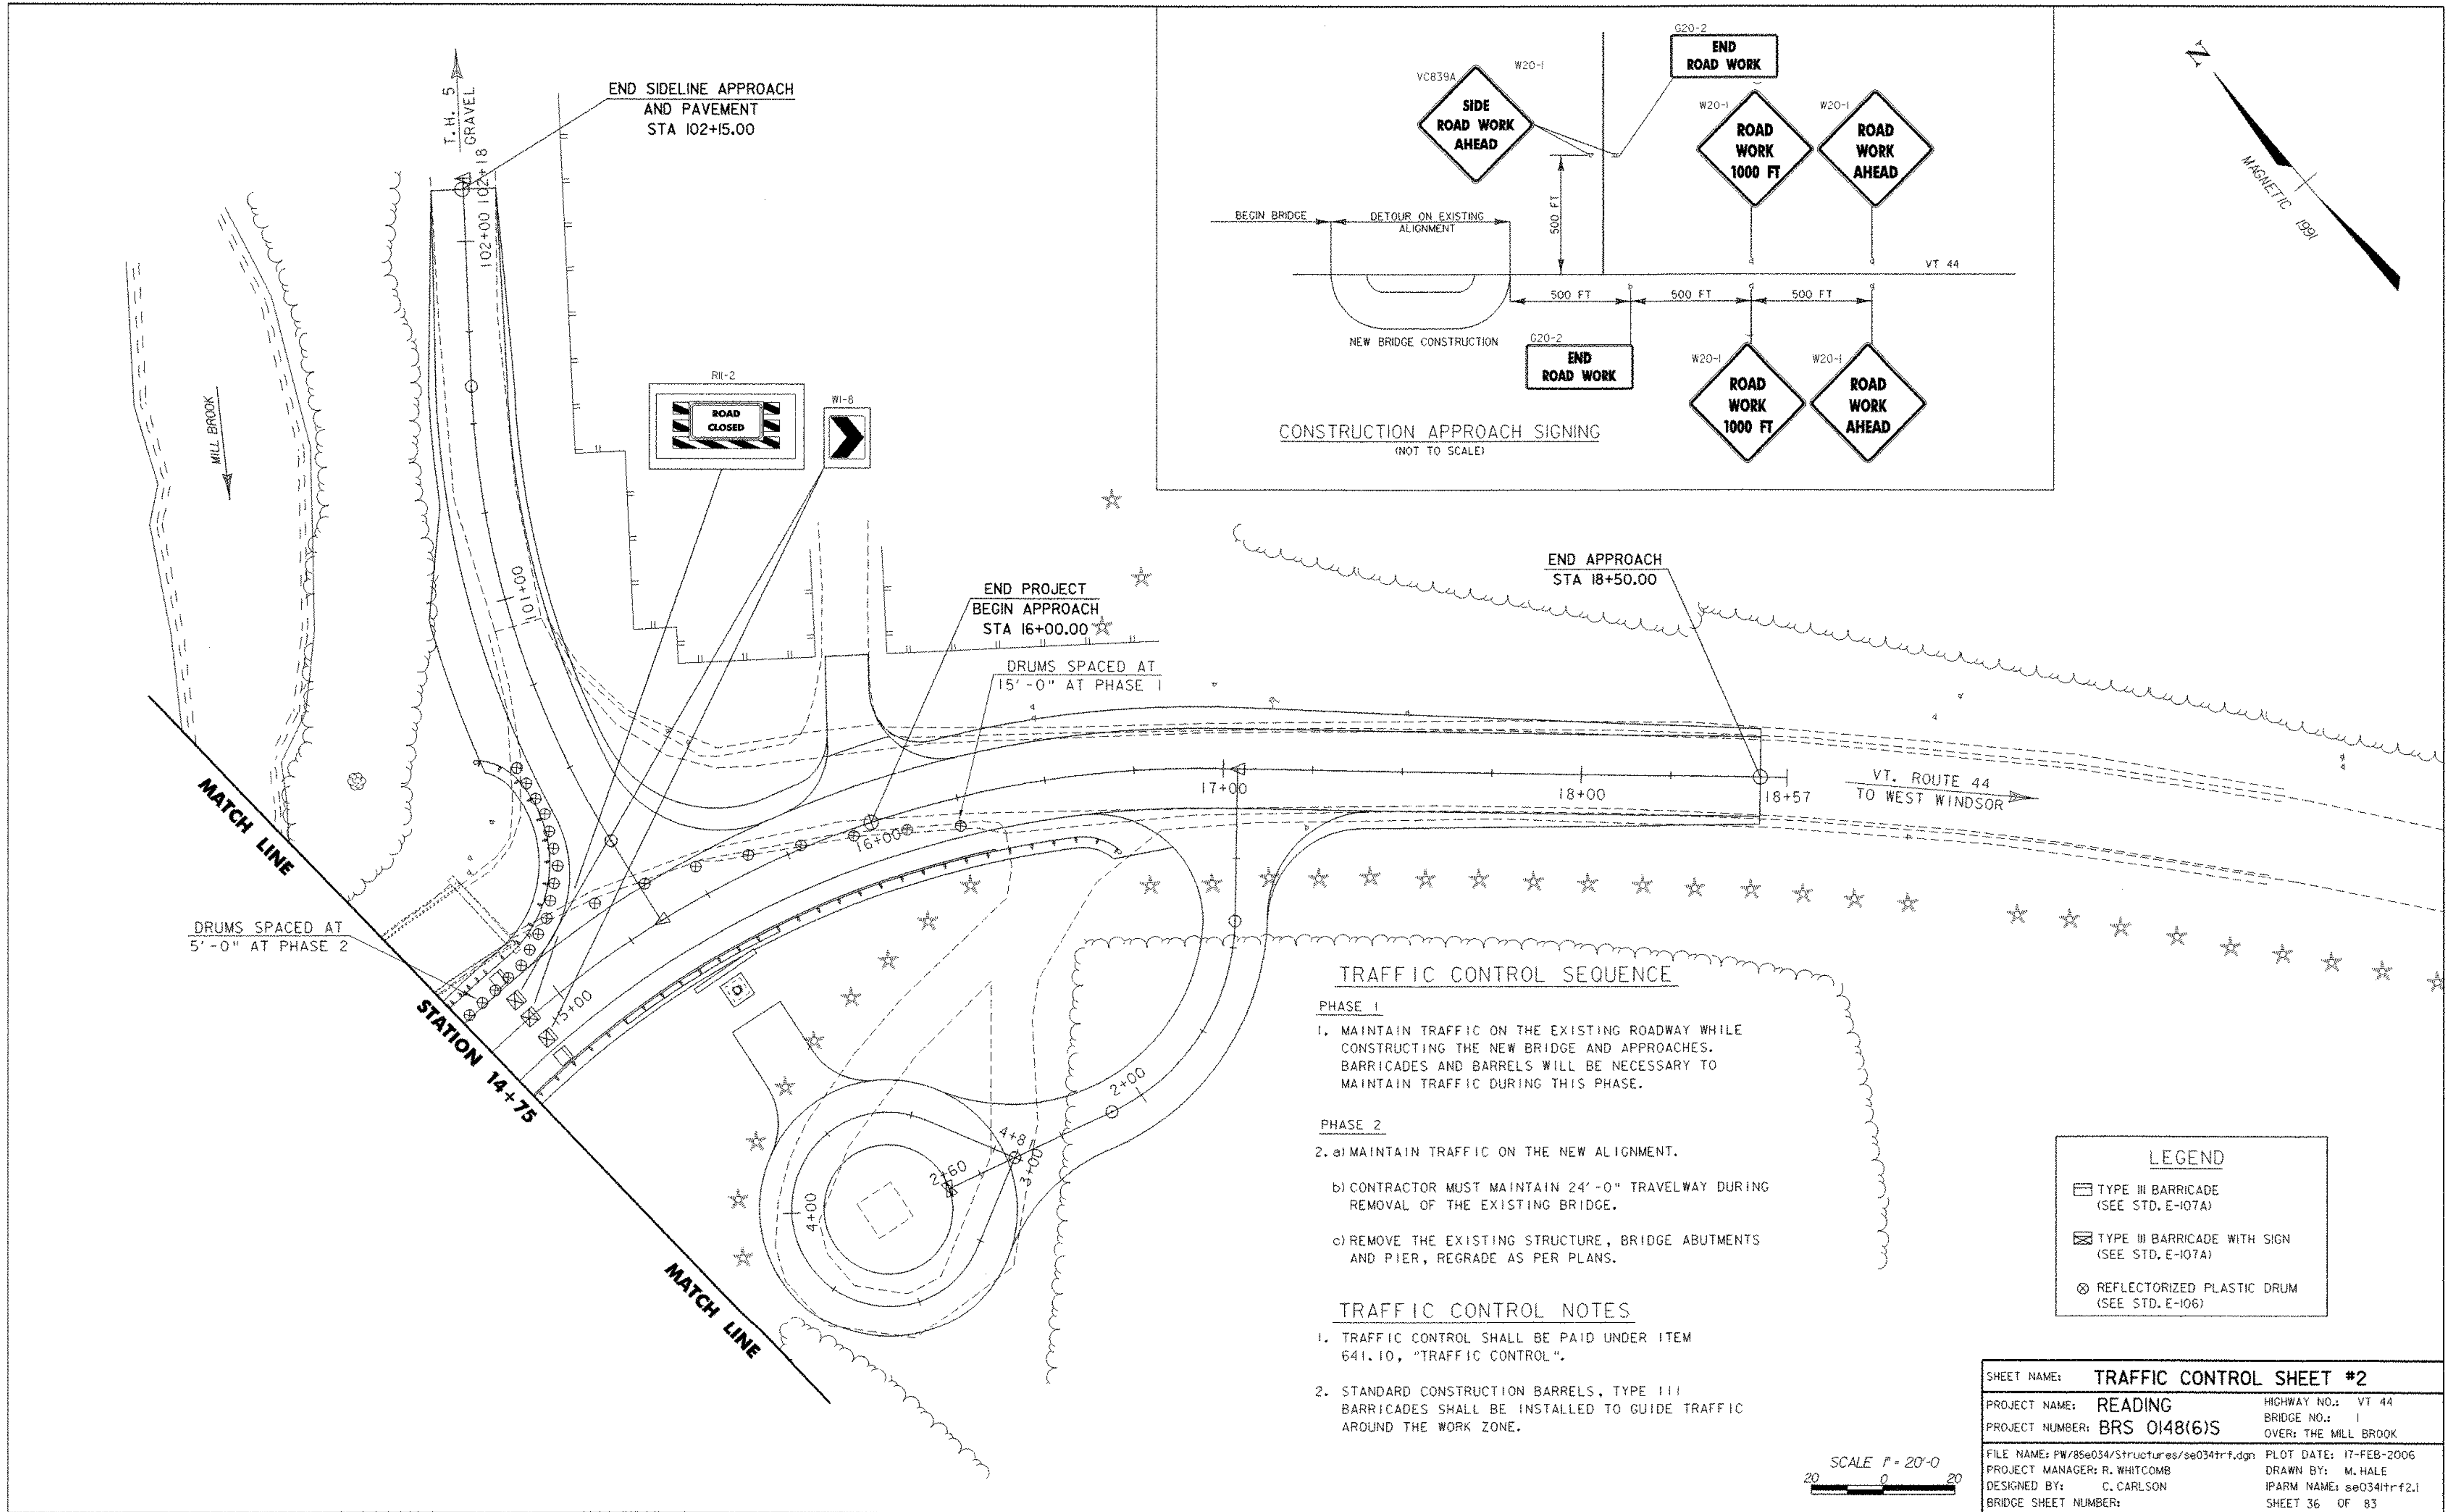 T.H. 5
GRAVEL
END SIDELINE APPROACH
AND PAVEMENT
STA 102+15.00
102+00
102+18
101+00
MILL BROOK
R11-2
ROAD
CLOSED
W1-8
VC839A
W20-1
SIDE
ROAD WORK
AHEAD
G20-2
END
ROAD WORK
W20-1
ROAD
WORK
1000 FT
W20-1
ROAD
WORK
AHEAD
BEGIN BRIDGE
DETOUR ON EXISTING
ALIGNMENT
500 FT
VT 44
500 FT
500 FT
500 FT
NEW BRIDGE CONSTRUCTION
G20-2
END
ROAD WORK
W20-1
ROAD
WORK
1000 FT
W20-1
ROAD
WORK
AHEAD
CONSTRUCTION APPROACH SIGNING
(NOT TO SCALE)
N
MAGNETIC 1991
END PROJECT
BEGIN APPROACH
STA 16+00.00
DRUMS SPACED AT
15'-0" AT PHASE 1
END APPROACH
STA 18+50.00
16+00
17+00
18+00
18+57
VT. ROUTE 44
TO WEST WINDSOR
MATCH LINE
DRUMS SPACED AT
5'-0" AT PHASE 2
STATION 14+75
15+00
MATCH LINE
2+00
4+8
3+00
2+60
4+00
TRAFFIC CONTROL SEQUENCE
PHASE 1
1. MAINTAIN TRAFFIC ON THE EXISTING ROADWAY WHILE
CONSTRUCTING THE NEW BRIDGE AND APPROACHES.
BARRICADES AND BARRELS WILL BE NECESSARY TO
MAINTAIN TRAFFIC DURING THIS PHASE.
PHASE 2
2. a) MAINTAIN TRAFFIC ON THE NEW ALIGNMENT.
b) CONTRACTOR MUST MAINTAIN 24'-0" TRAVELWAY DURING
REMOVAL OF THE EXISTING BRIDGE.
c) REMOVE THE EXISTING STRUCTURE, BRIDGE ABUTMENTS
AND PIER, REGRADE AS PER PLANS.
TRAFFIC CONTROL NOTES
1. TRAFFIC CONTROL SHALL BE PAID UNDER ITEM
641.10, "TRAFFIC CONTROL".
2. STANDARD CONSTRUCTION BARRELS, TYPE III
BARRICADES SHALL BE INSTALLED TO GUIDE TRAFFIC
AROUND THE WORK ZONE.
LEGEND
TYPE III BARRICADE
(SEE STD. E-107A)
TYPE III BARRICADE WITH SIGN
(SEE STD. E-107A)
REFLECTORIZED PLASTIC DRUM
(SEE STD. E-106)
SCALE 1" = 20'-0
20 0 20
SHEET NAME: TRAFFIC CONTROL SHEET #2
PROJECT NAME: READING
PROJECT NUMBER: BRS 0148(6)S
HIGHWAY NO.: VT 44
BRIDGE NO.: 1
OVER: THE MILL BROOK
FILE NAME: PW/85e034/Structures/se034trf.dgn
PLOT DATE: 17-FEB-2006
PROJECT MANAGER: R. WHITCOMB
DRAWN BY: M. HALE
DESIGNED BY: C. CARLSON
IPARM NAME: se034trf2.i
BRIDGE SHEET NUMBER:
SHEET 36 OF 83